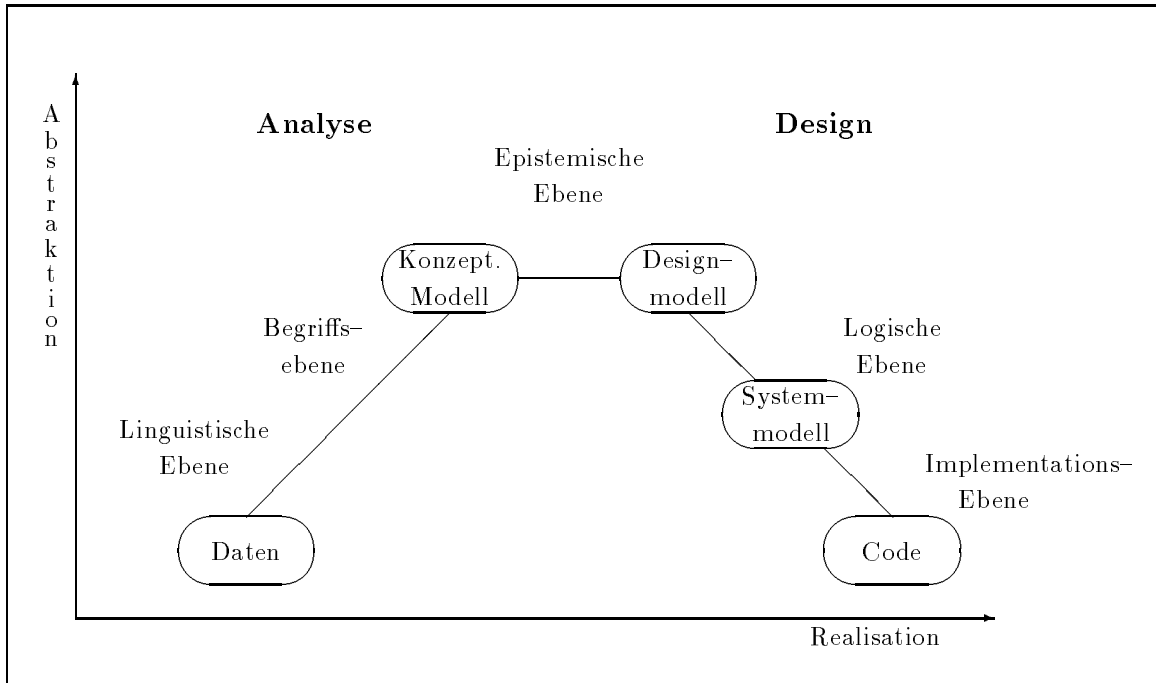 Abstraktion
Analyse
Design
Epistemische
Ebene
Konzept.
Modell
Design–
modell
Begriffs–
ebene
Logische
Ebene
System–
modell
Linguistische
Ebene
Implementations–
Ebene
Daten
Code
Realisation